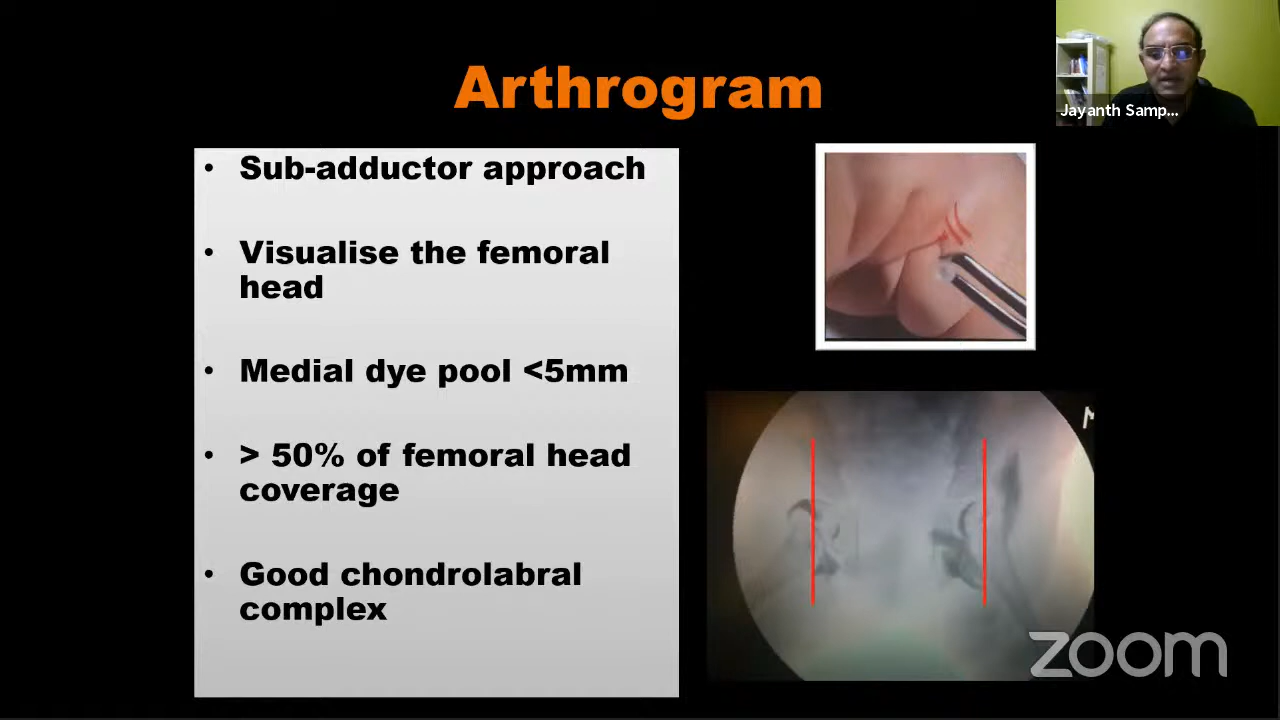 Arthrogram
Jayanth Samp...
• Sub-adductor approach
• Visualise the femoral
head
• Medial dye pool <5mm
• > 50% of femoral head
coverage
• Good chondrolabral
complex
zoom